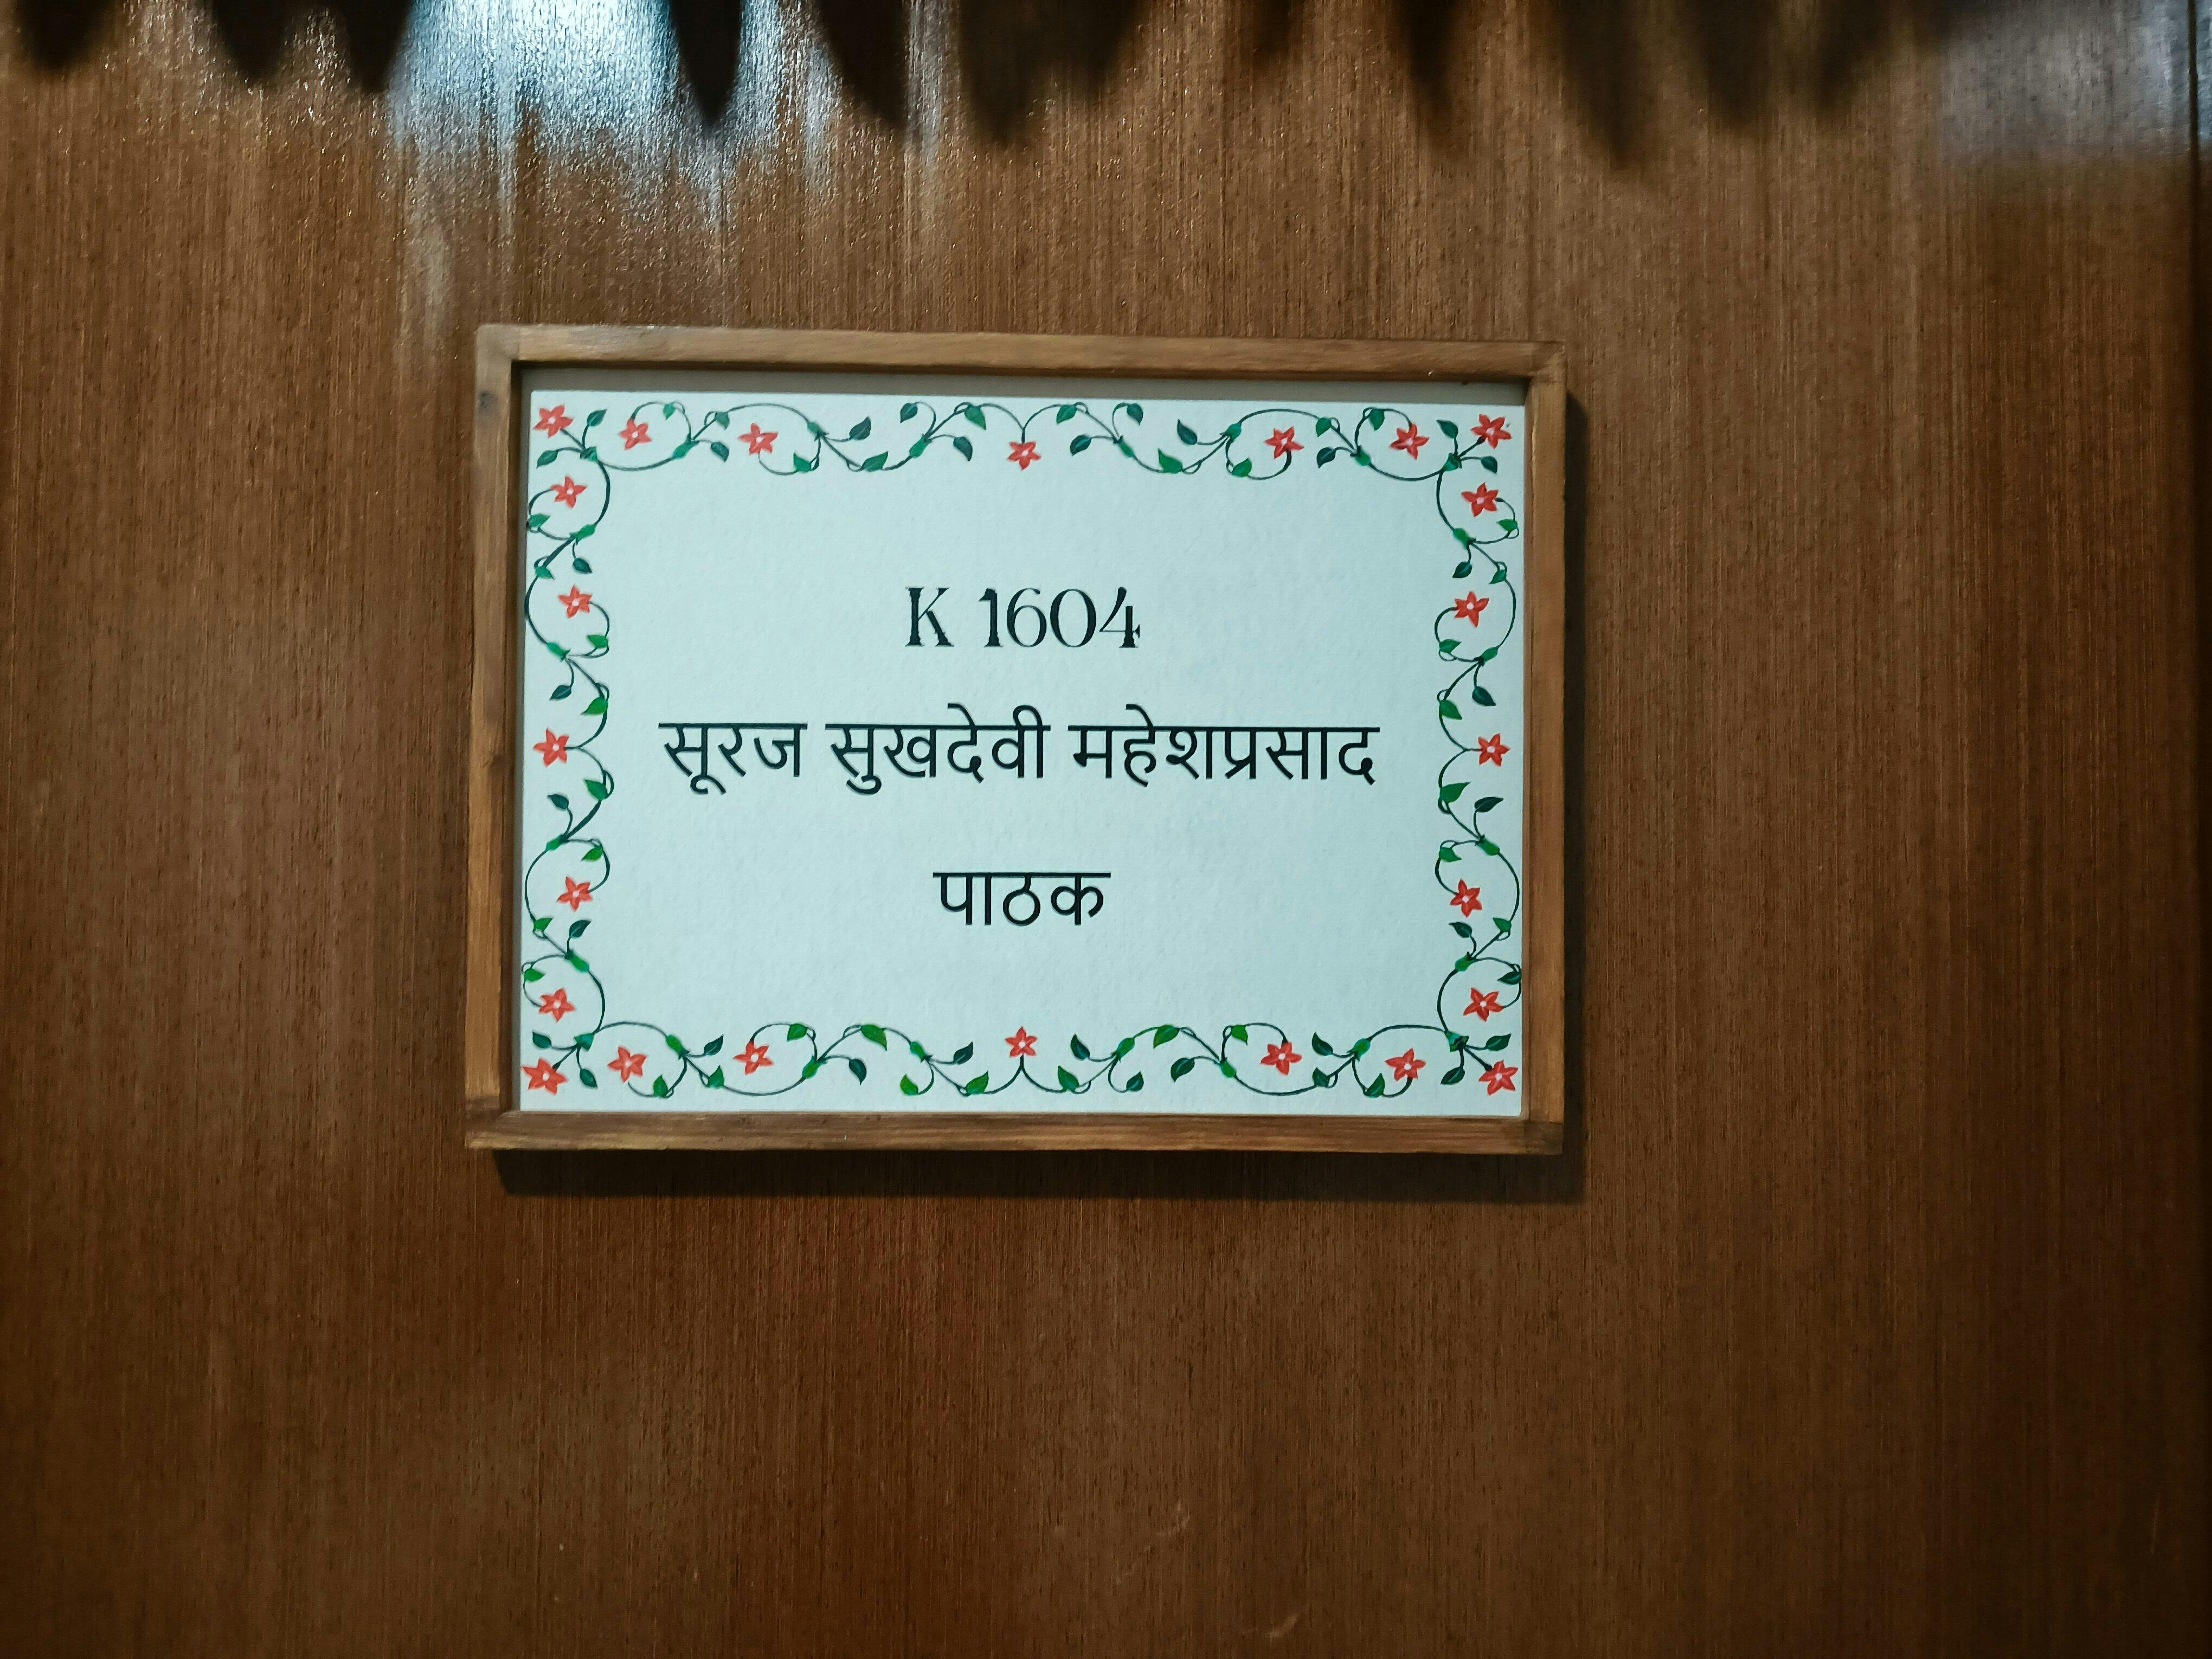 K 1604
सूरज सुखदेवी महेशप्रसाद
पाठक